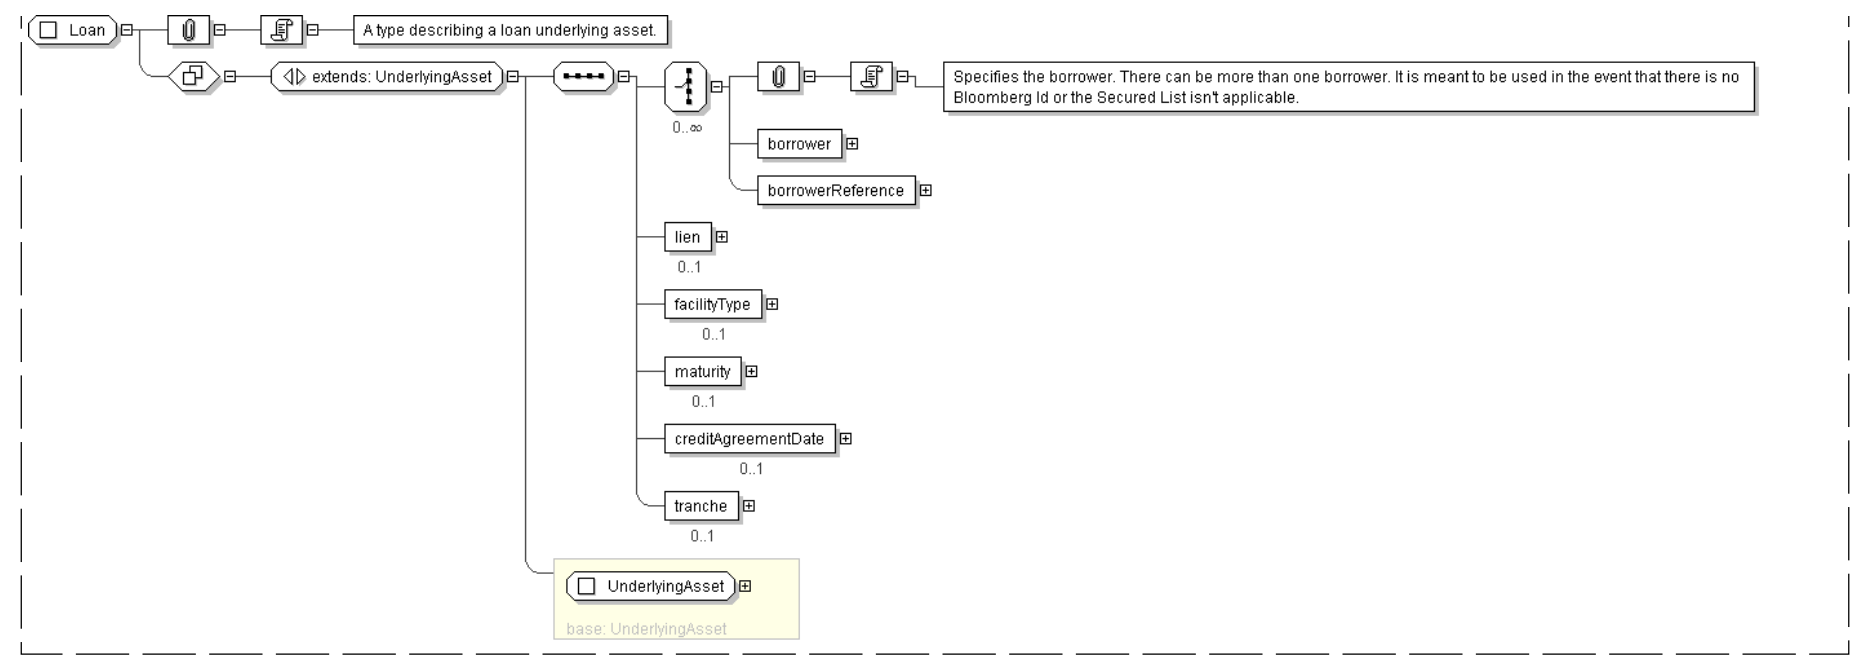 Loan
A type describing a loan underlying asset.
extends: UnderlyingAsset
Specifies the borrower. There can be more than one borrower. It is meant to be used in the event that there is no
Bloomberg Id or the Secured List isn't applicable.
0..∞
borrower
borrowerReference
lien
0..1
facilityType
0..1
maturity
0..1
creditAgreementDate
0..1
tranche
0..1
UnderlyingAsset
base: UnderlyingAsset